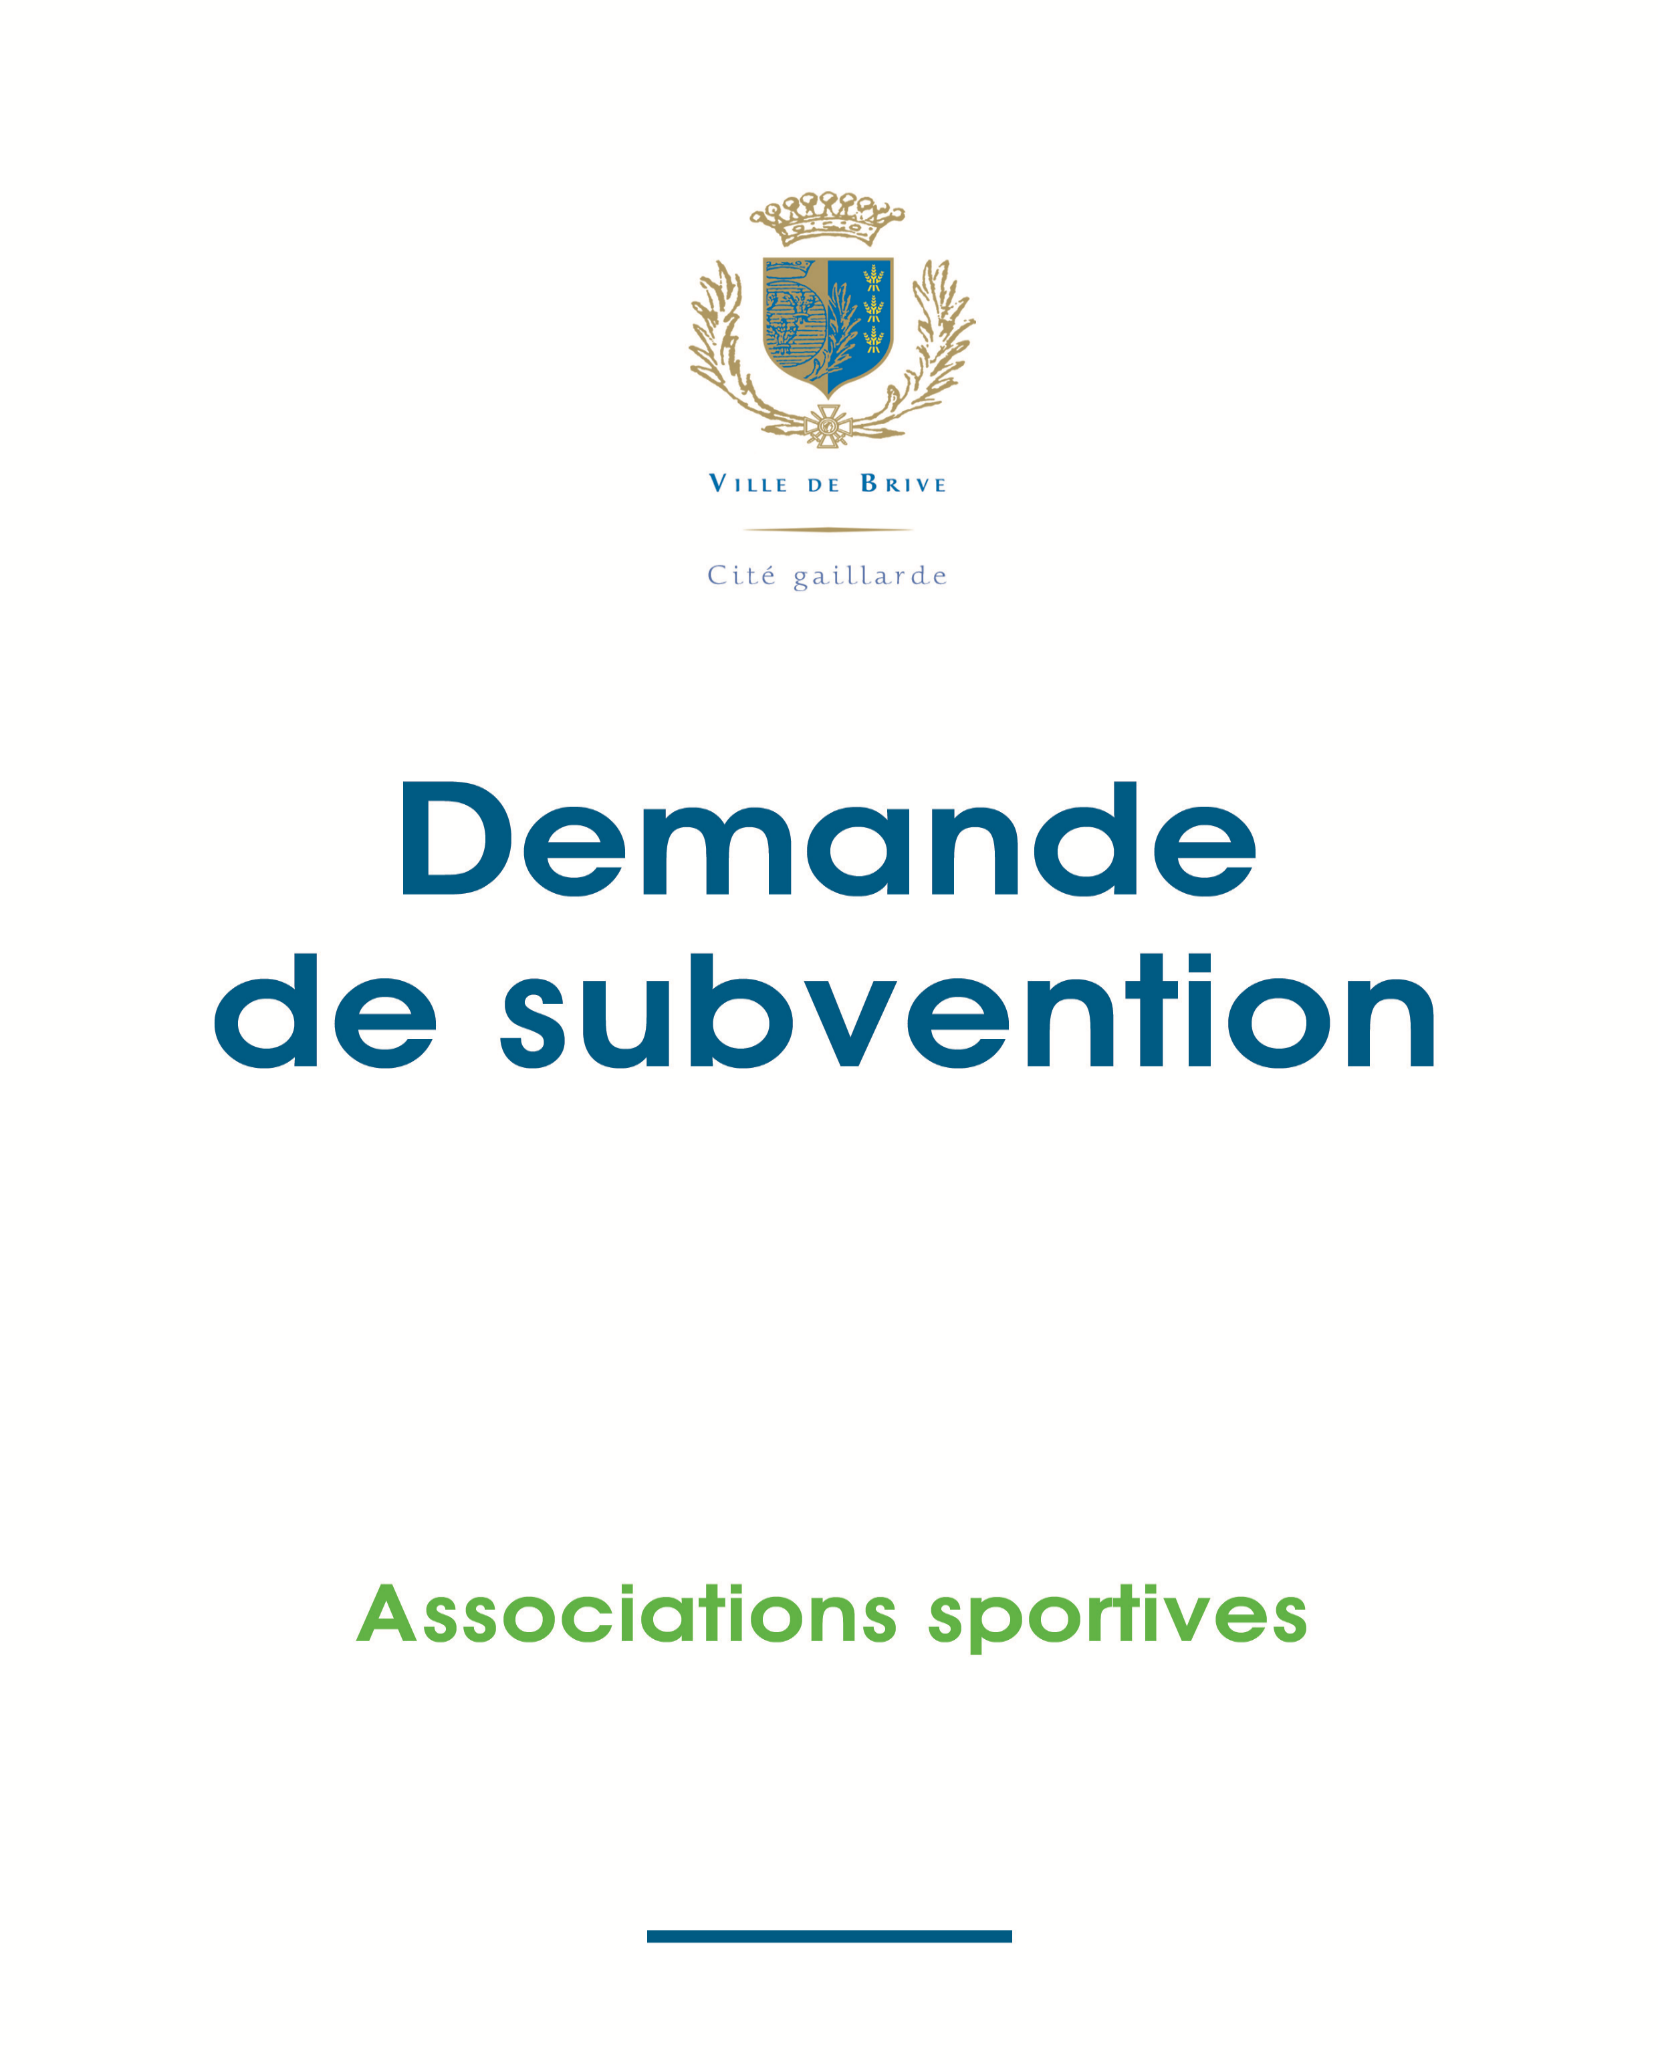 Ville de Brive
Cité gaillarde
Demande
de subvention
Associations sportives